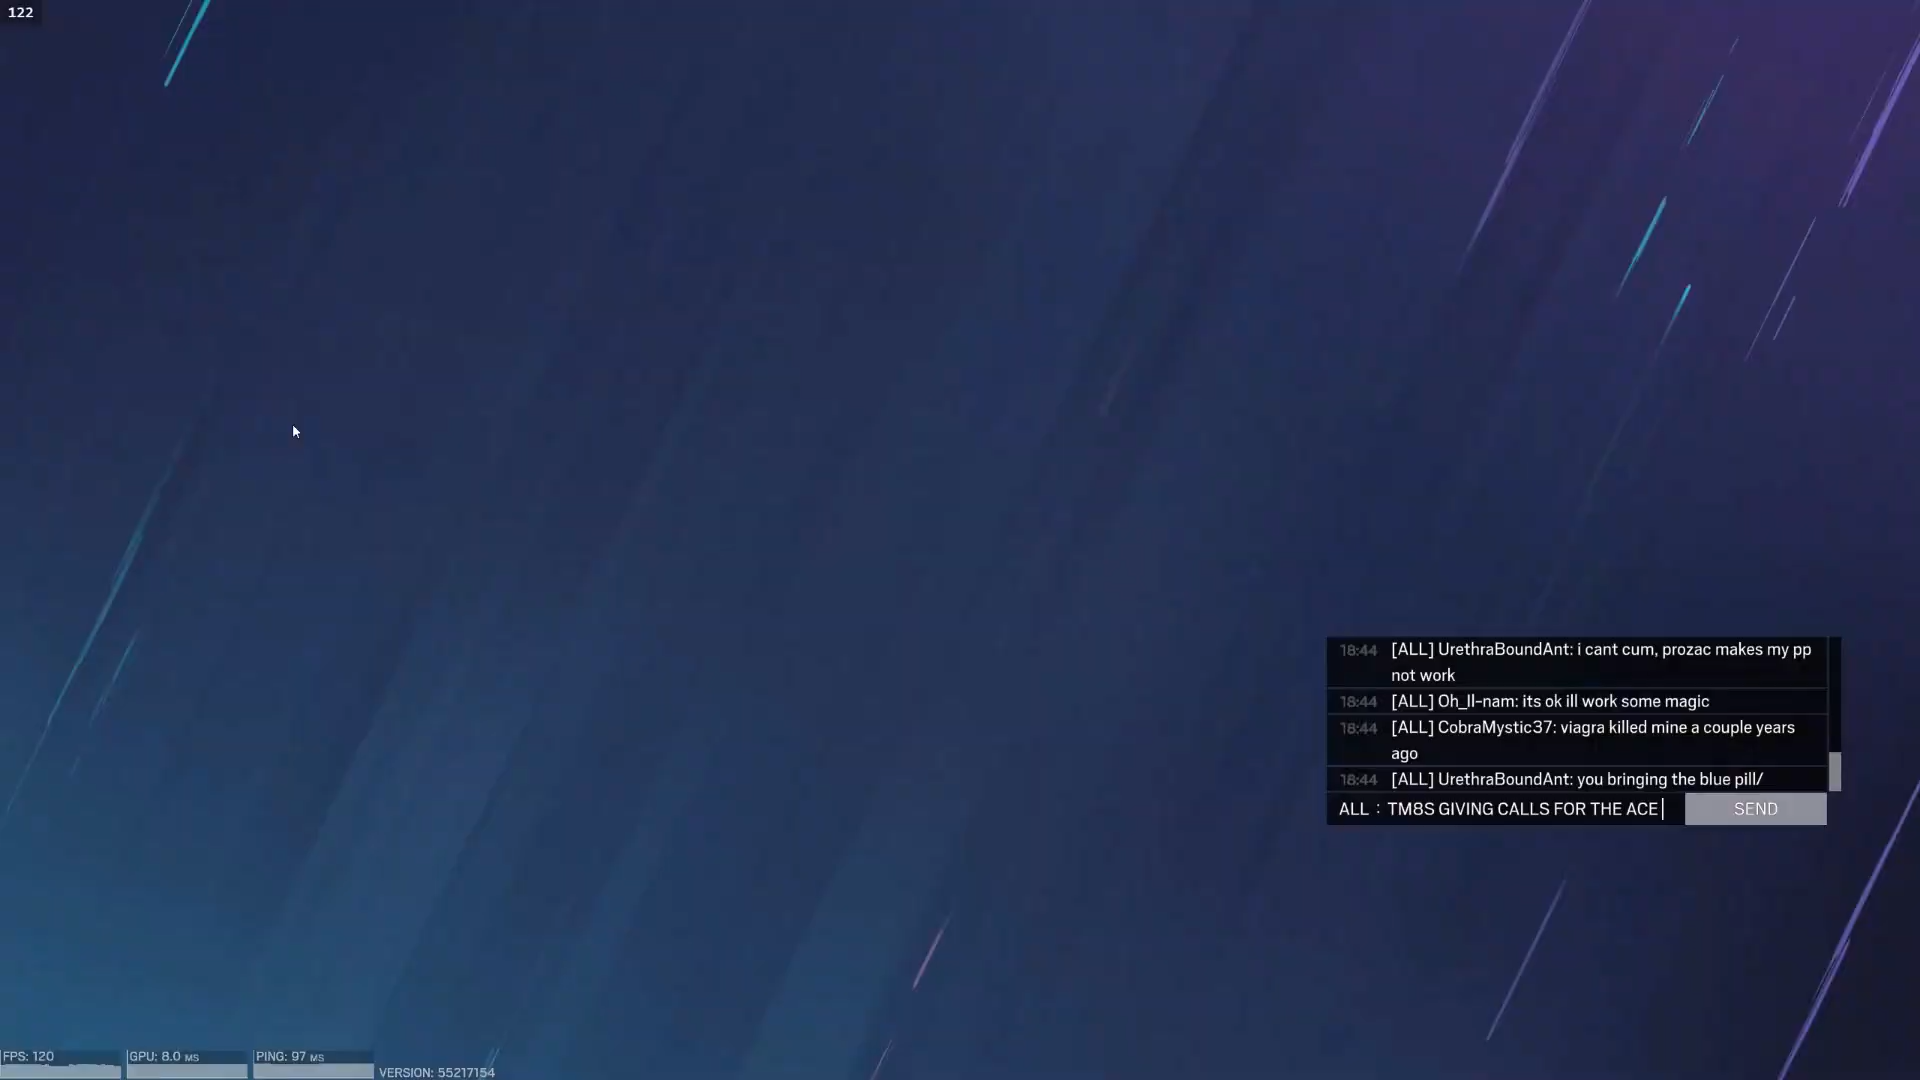 122
18:44 [ALL] UrethraBoundAnt: i cant cum, prozac makes my pp
not work
18:44 [ALL] Oh_ll-nam: its ok ill work some magic
18:44 [ALL] CobraMystic37: viagra killed mine a couple years
ago
18:44 [ALL] UrethraBoundAnt: you bringing the blue pill/
ALL : TM8S GIVING CALLS FOR THE ACE SEND
FPS: 120 GPU: 8.0 MS PING: 97 MS
VERSION: 55217154